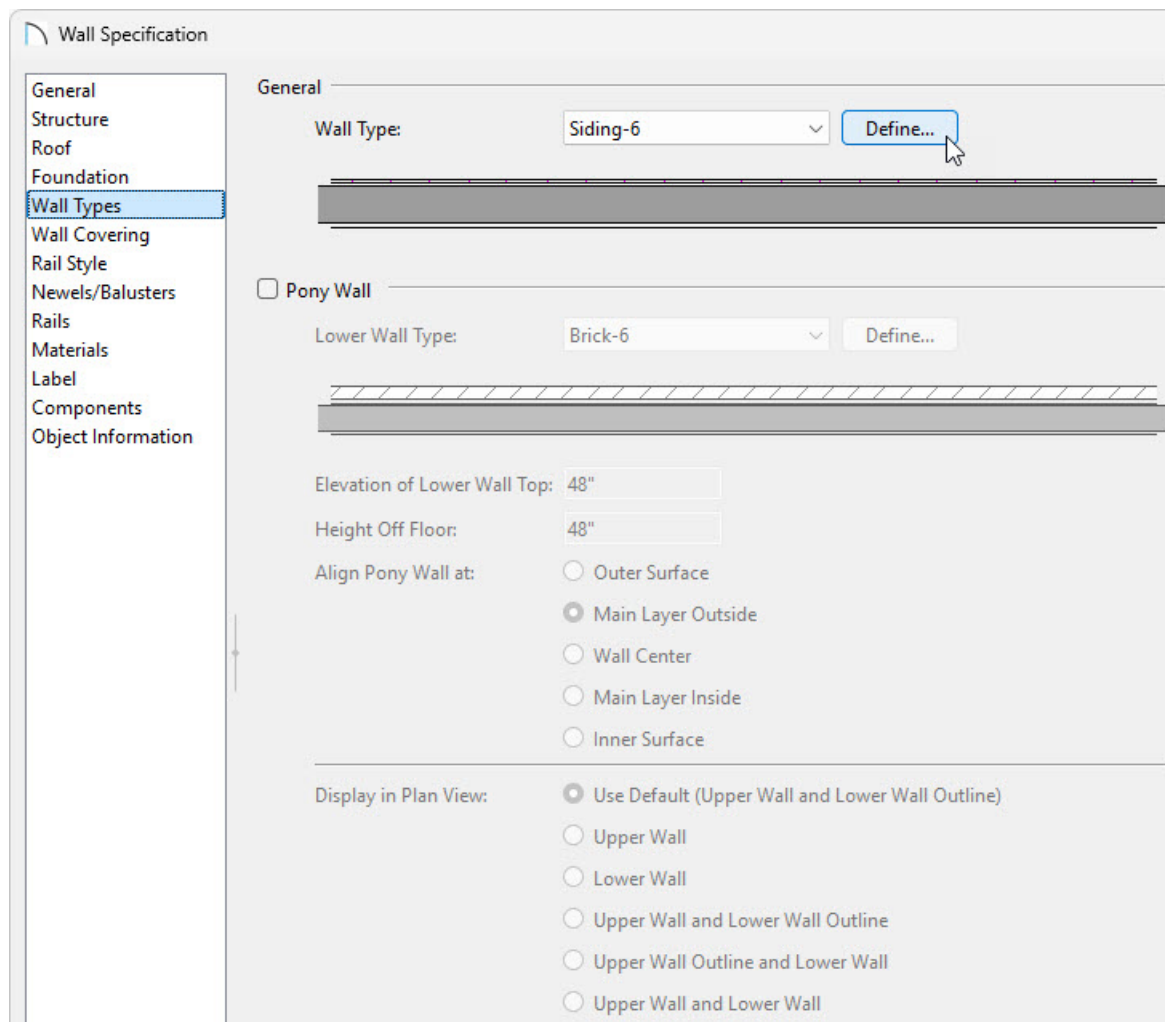 Wall Specification
General
Structure
Roof
Foundation
Wall Types
Wall Covering
Rail Style
Newels/Balusters
Rails
Materials
Label
Components
Object Information
General
Wall Type: Siding-6 Define...
Pony Wall
Lower Wall Type: Brick-6 Define...
Elevation of Lower Wall Top: 48"
Height Off Floor: 48"
Align Pony Wall at: Outer Surface
Main Layer Outside
Wall Center
Main Layer Inside
Inner Surface
Display in Plan View: Use Default (Upper Wall and Lower Wall Outline)
Upper Wall
Lower Wall
Upper Wall and Lower Wall Outline
Upper Wall Outline and Lower Wall
Upper Wall and Lower Wall